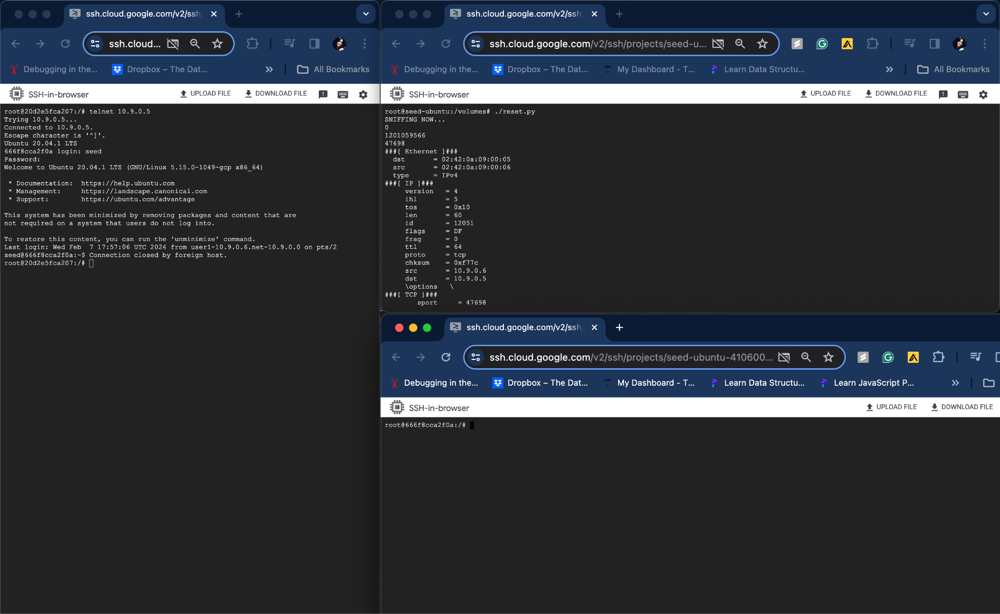 ssh.cloud.google.com/v2/ssh
ssh.cloud...
Debugging in the...
Dropbox – The Dat...
All Bookmarks
SSH-in-browser
UPLOAD FILE
DOWNLOAD FILE
root@20d2e5fca207:/# telnet 10.9.0.5
Trying 10.9.0.5...
Connected to 10.9.0.5.
Escape character is '^]'.
Ubuntu 20.04.1 LTS
666f8cca2f0a login: seed
Password:
Welcome to Ubuntu 20.04.1 LTS (GNU/Linux 5.15.0-1049-gcp x86_64)
* Documentation:  https://help.ubuntu.com
* Management:     https://landscape.canonical.com
* Support:        https://ubuntu.com/advantage
This system has been minimized by removing packages and content that are
not required on a system that users do not log into.
To restore this content, you can run the 'unminimize' command.
Last login: Wed Feb  7 17:57:06 UTC 2024 from user1-10.9.0.6.net-10.9.0.0 on pts/2
seed@666f8cca2f0a:~$ Connection closed by foreign host.
root@20d2e5fca207:/#
ssh.cloud.google.com/v2/ssh
ssh.cloud.google.com/v2/ssh/projects/seed-u...
Debugging in the...
Dropbox – The Dat...
My Dashboard - T...
Learn Data Structu...
All Bookmarks
SSH-in-browser
UPLOAD FILE
DOWNLOAD FILE
root@seed-ubuntu:/volumes# ./reset.py
SNIFFING NOW...
0
1201059566
47698
###[ Ethernet ]###
dst       = 02:42:0a:09:00:05
src       = 02:42:0a:09:00:06
type      = IPv4
###[ IP ]###
version   = 4
ihl       = 5
tos       = 0x10
len       = 60
id        = 12051
flags     = DF
frag      = 0
ttl       = 64
proto     = tcp
chksum    = 0xf77c
src       = 10.9.0.6
dst       = 10.9.0.5
\options   \
###[ TCP ]###
sport     = 47698
ssh.cloud.google.com/v2/ssh
ssh.cloud.google.com/v2/ssh/projects/seed-ubuntu-410600...
Debugging in the...
Dropbox – The Dat...
My Dashboard - T...
Learn Data Structu...
Learn JavaScript P...
SSH-in-browser
UPLOAD FILE
DOWNLOAD FILE
root@666f8cca2f0a:/#